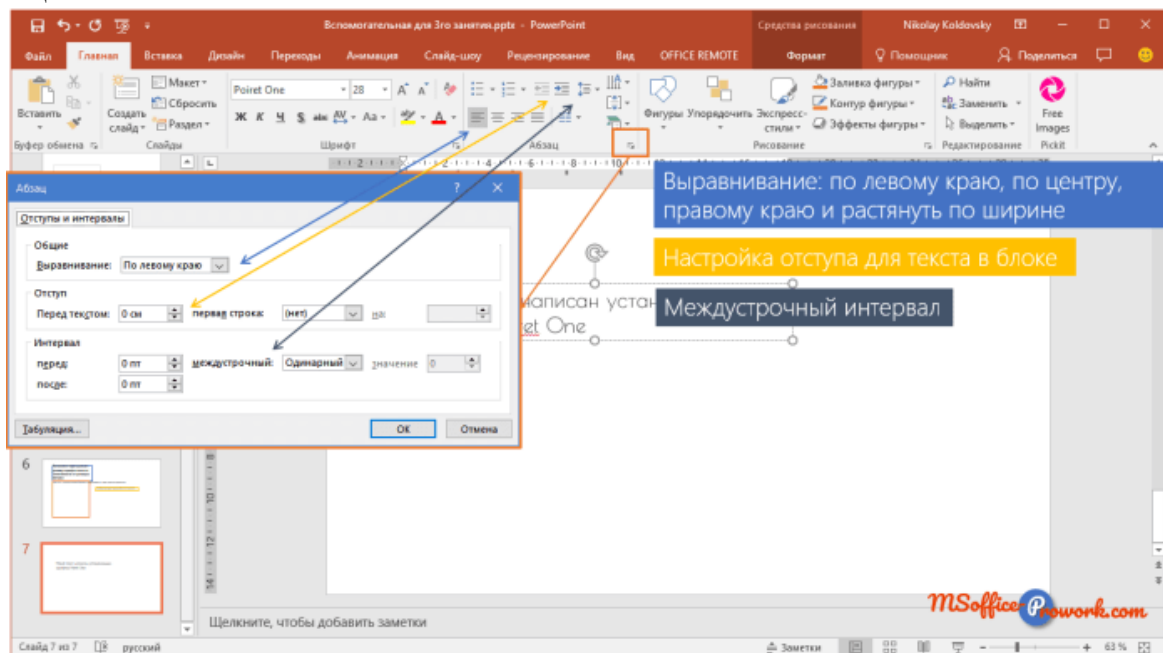 Вспомогательная для 3го занятия.pptx - PowerPoint
Средства рисования
Nikolay Koldovsky
Файл Главная Вставка Дизайн Переходы Анимация Слайд-шоу Рецензирование Вид OFFICE REMOTE Формат Помощник Поделиться
Вставить
Создать слайд
Макет
Сбросить
Раздел
Poiret One 28
Ж К Ч S abc AV Aa А
Фигуры Упорядочить Экспресс-стили
Заливка фигуры
Контур фигуры
Эффекты фигуры
Найти
Заменить
Выделить
Free Images
Буфер обмена Слайды Шрифт Абзац Рисование Редактирование Pickit
Абзац ? ×
Отступы и интервалы
Общие
Выравнивание: По левому краю
Отступ
Перед текстом: 0 см первая строка: (нет) на:
Интервал
перед: 0 пт междустрочный: Одинарный значение 0
после: 0 пт
Табуляция... ОК Отмена
Выравнивание: по левому краю, по центру,
правому краю и растянуть по ширине
Настройка отступа для текста в блоке
Междустрочный интервал
написан устан
et One
6
7
Щелкните, чтобы добавить заметки
MSoffice-Prowork.com
Слайд 7 из 7 русский Заметки 63 %